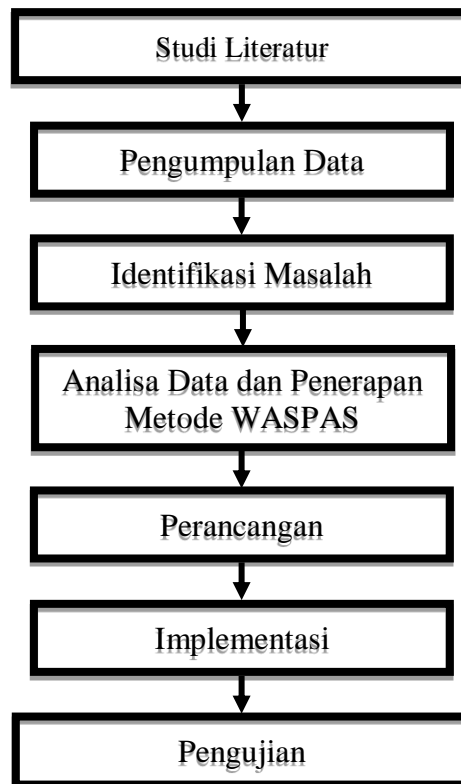 Studi Literatur
Pengumpulan Data
Identifikasi Masalah
Analisa Data dan Penerapan
Metode WASPAS
Perancangan
Implementasi
Pengujian